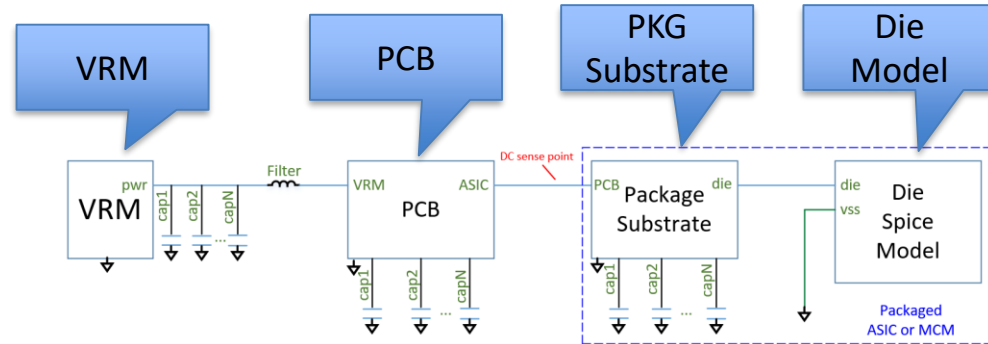 VRM
PCB
PKG
Substrate
Die
Model
DC sense point
Filter
pwr
VRM
cap1
cap2
...
capN
VRM
ASIC
PCB
cap1
cap2
...
capN
PCB
die
Package
Substrate
cap1
cap2
...
capN
die
vss
Die
Spice
Model
Packaged
ASIC or MCM